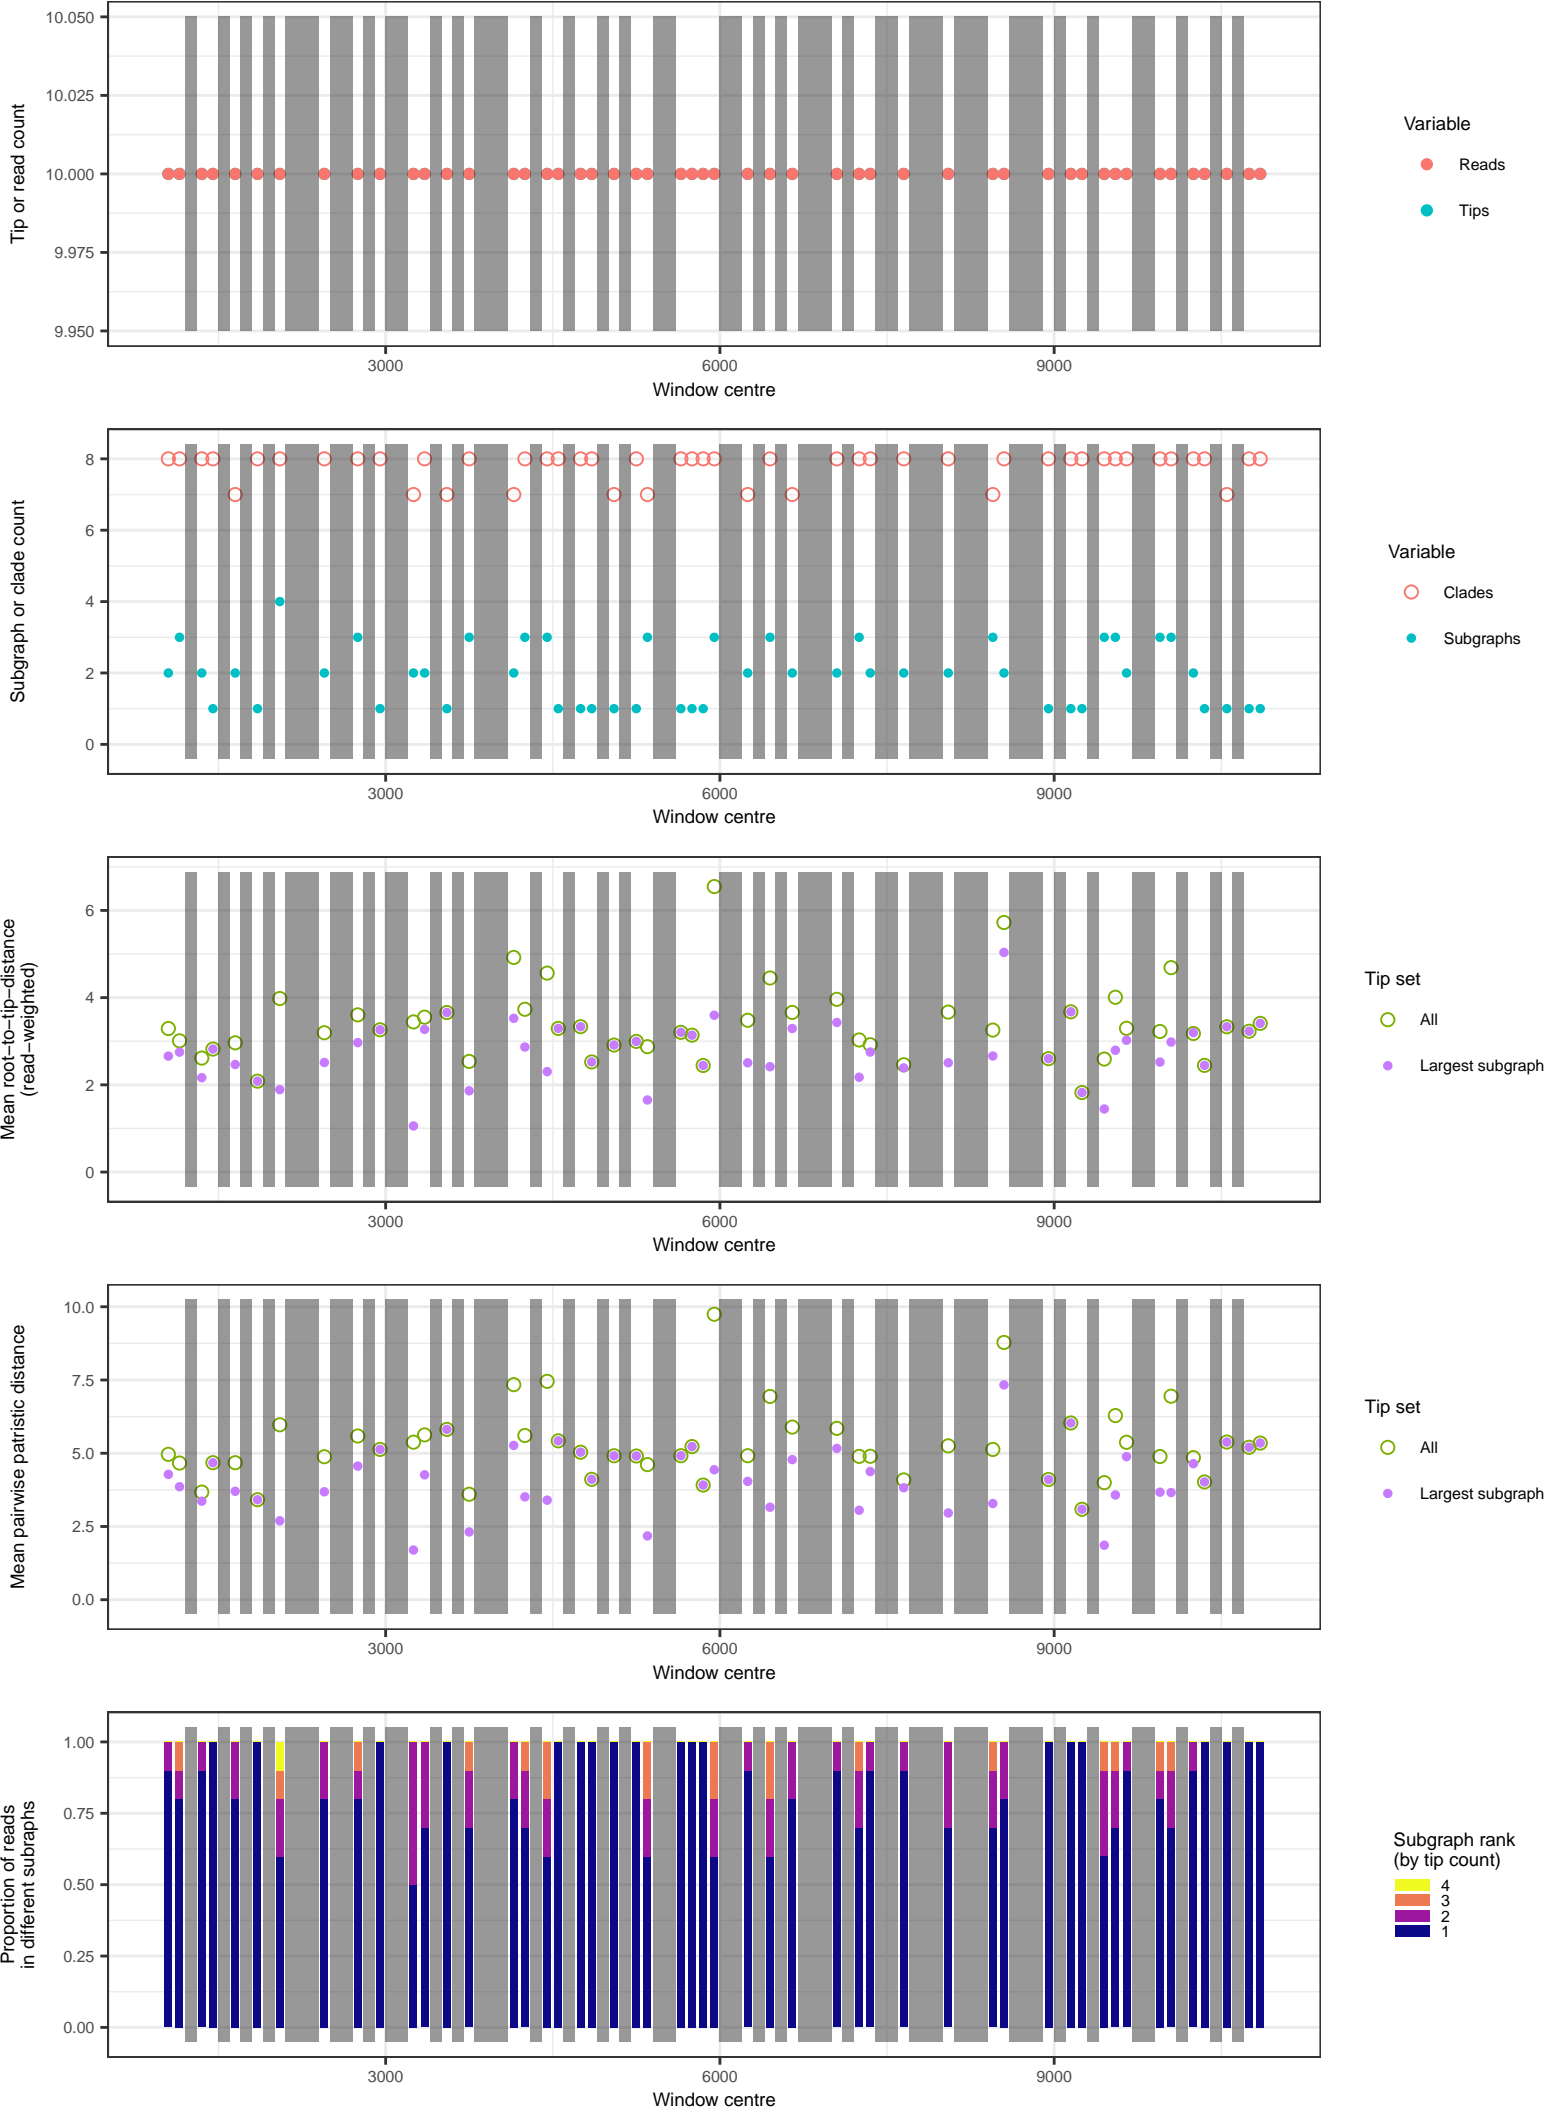 10.050
10.025
10.000
9.975
9.950
Tip or read count
3000 6000 9000
Window centre
Variable
Reads
Tips
8
6
4
2
0
Subgraph or clade count
3000 6000 9000
Window centre
Variable
Clades
Subgraphs
6
4
2
0
Mean root−to−tip−distance
(read−weighted)
3000 6000 9000
Window centre
Tip set
All
Largest subgraph
10.0
7.5
5.0
2.5
0.0
Mean pairwise patristic distance
3000 6000 9000
Window centre
Tip set
All
Largest subgraph
1.00
0.75
0.50
0.25
0.00
Proportion of reads
in different subraphs
3000 6000 9000
Window centre
Subgraph rank
(by tip count)
4
3
2
1